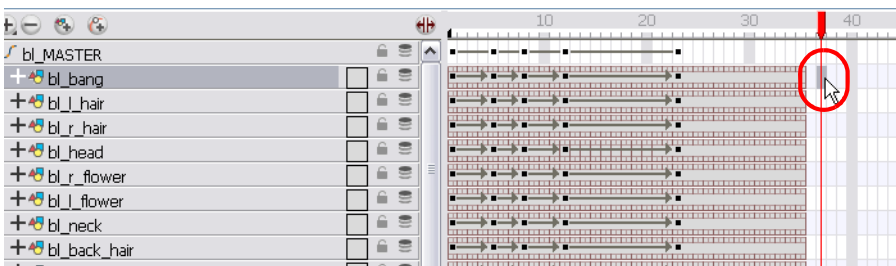 10 20 30 40
bl_MASTER
bl_bang
bl_l_hair
bl_r_hair
bl_head
bl_r_flower
bl_l_flower
bl_neck
bl_back_hair